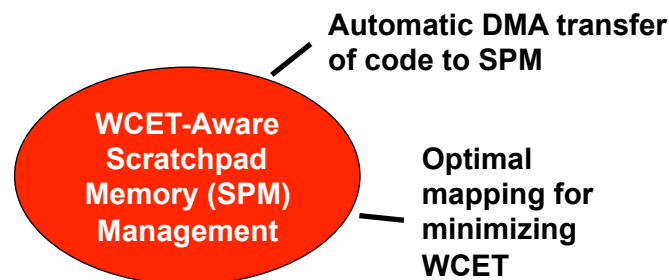 Automatic DMA transfer
of code to SPM
WCET-Aware
Scratchpad
Memory (SPM)
Management
Optimal
mapping for
minimizing
WCET